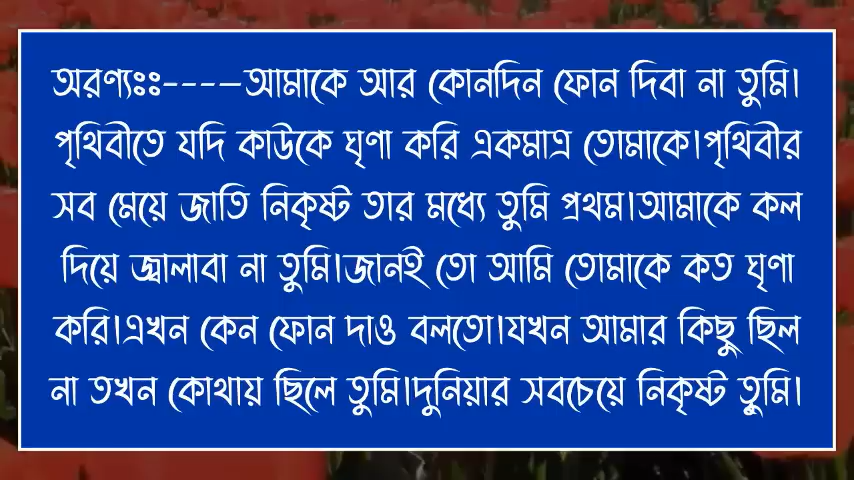 অরণ্যঃঃ----আমাকে আর কোনদিন ফোন দিবা না তুমি।
পৃথিবীতে যদি কাউকে ঘৃণা করি একমাত্র তোমাকে।পৃথিবীর
সব মেয়ে জাতি নিকৃষ্ট তার মধ্যে তুমি প্রথম।আমাকে কল
দিয়ে জ্বালাবা না তুমি।জানই তো আমি তোমাকে কত ঘৃণা
করি।এখন কেন ফোন দাও বলতো।যখন আমার কিছু ছিল
না তখন কোথায় ছিলে তুমি।দুনিয়ার সবচেয়ে নিকৃষ্ট তুমি।